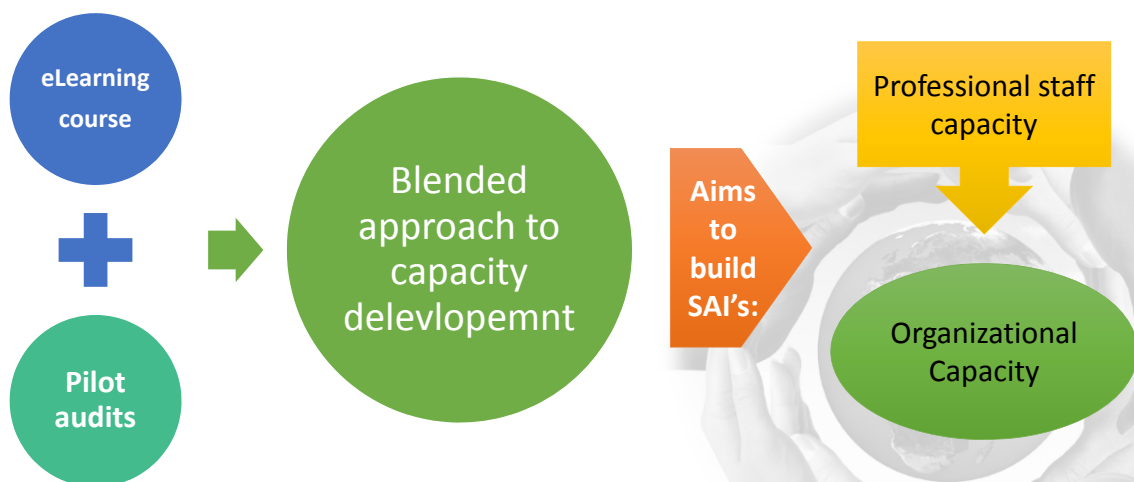 eLearning
course
Pilot
audits
Blended
approach to
capacity
delevlopemnt
Aims
to
build
SAI's:
Professional staff
capacity
Organizational
Capacity